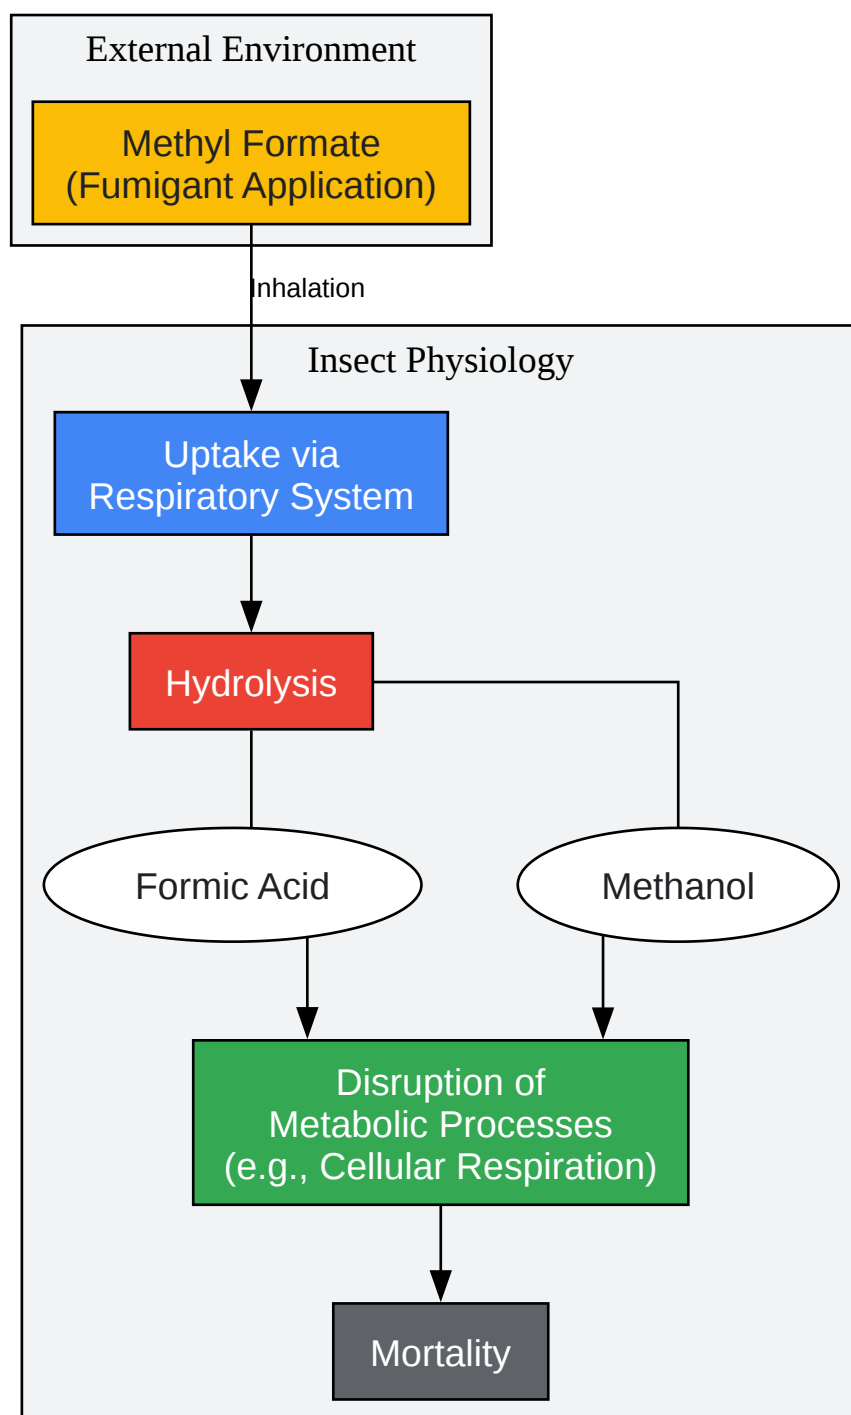 External Environment
Methyl Formate
(Fumigant Application)
Inhalation
Insect Physiology
Uptake via
Respiratory System
Hydrolysis
Formic Acid
Methanol
Disruption of
Metabolic Processes
(e.g., Cellular Respiration)
Mortality